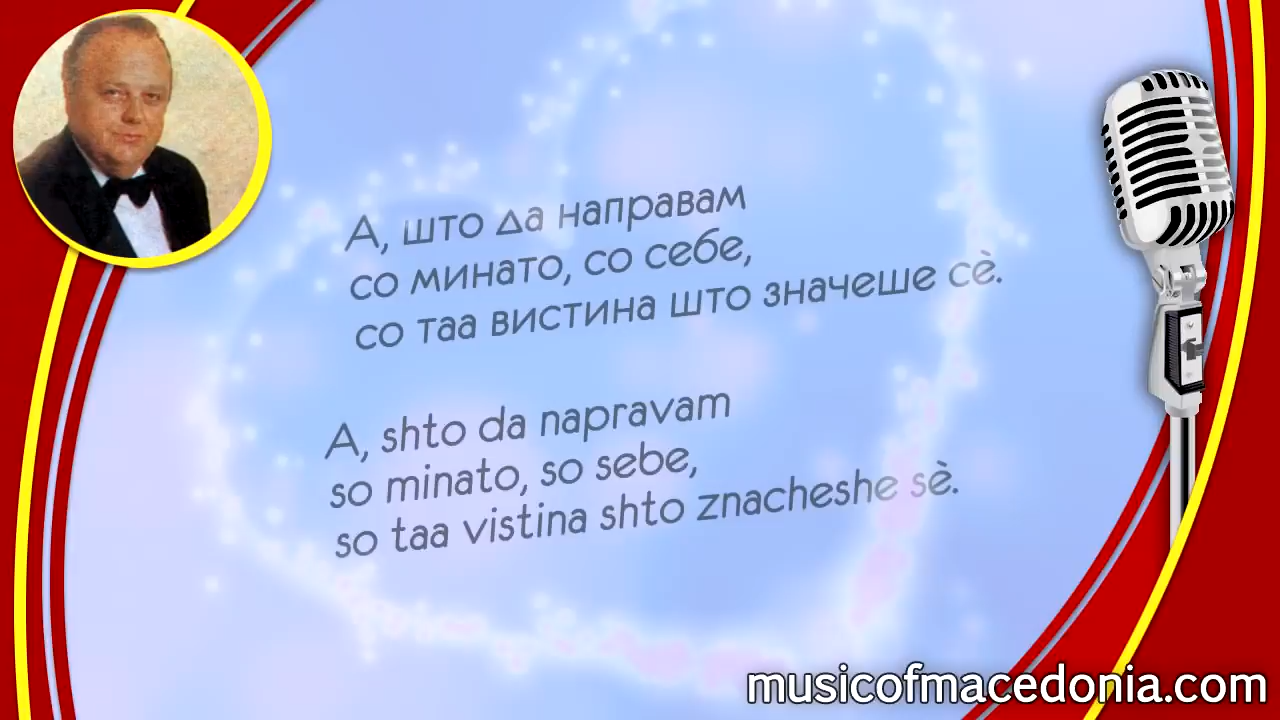 А, што да направам
со минато, со себе,
со таа вистина што значеше сѐ.
A, shto da napravam
so minato, so sebe,
so taa vistina shto znacheshe sè.
musicofmacedonia.com